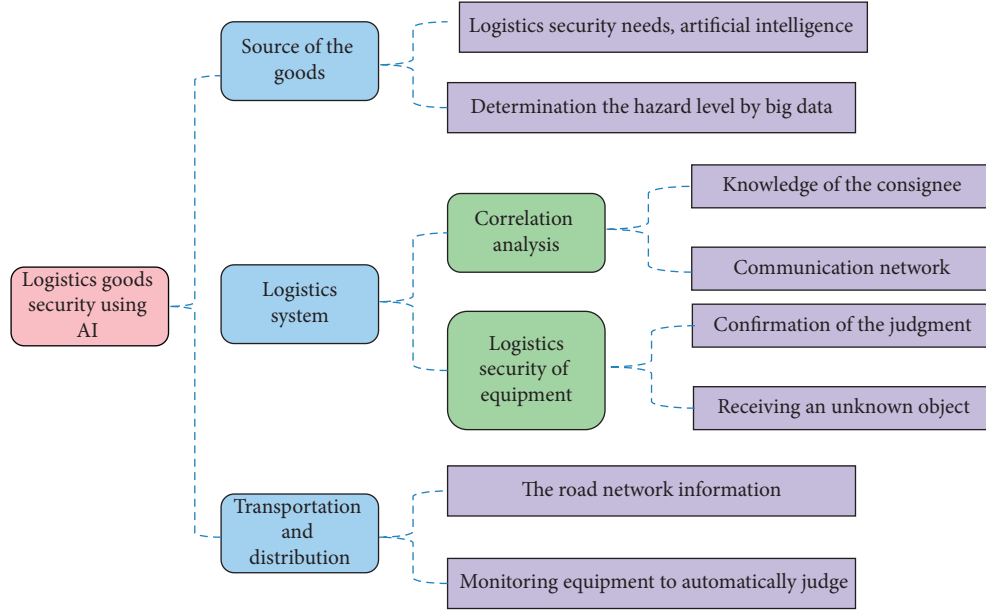 Logistics goods
security using
AI
Source of the
goods
Logistics security needs, artificial intelligence
Determination the hazard level by big data
Logistics
system
Correlation
analysis
Knowledge of the consignee
Communication network
Logistics
security of
equipment
Confirmation of the judgment
Receiving an unknown object
Transportation
and
distribution
The road network information
Monitoring equipment to automatically judge